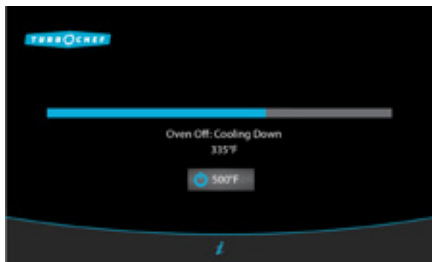 TURBOCHEF
Oven Off: Cooling Down
335°F
500°F
i